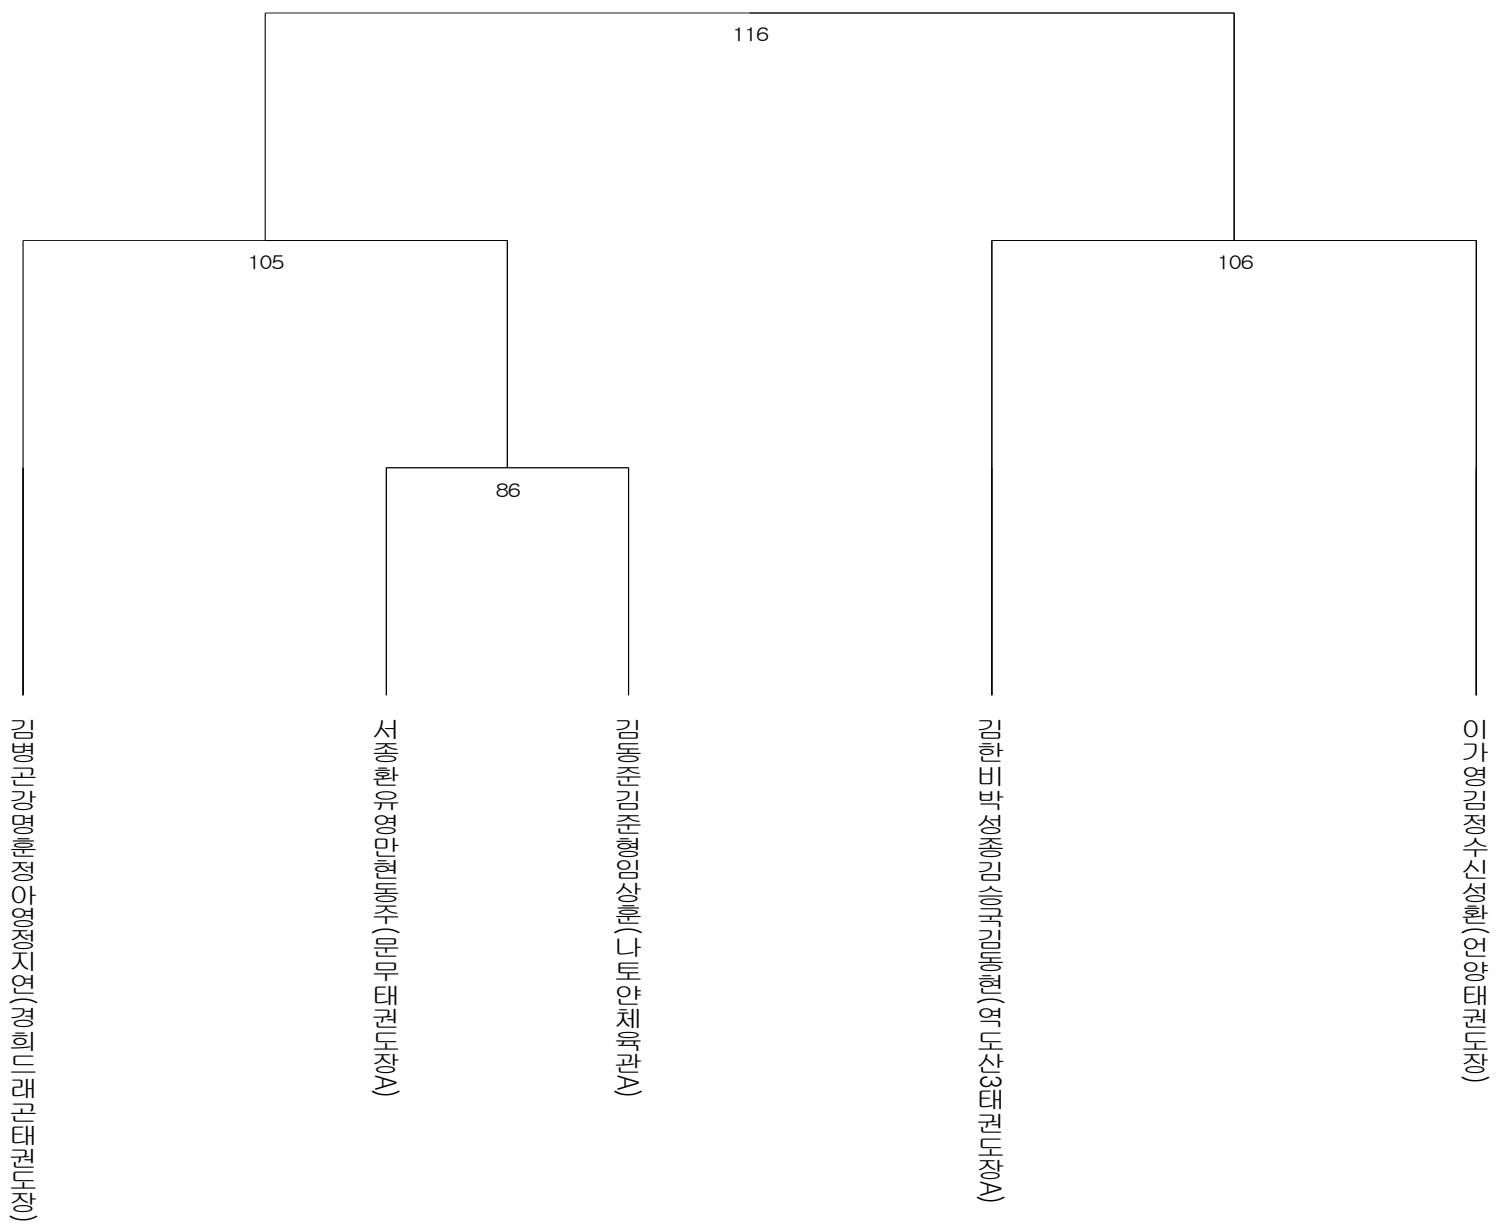 116
105
106
86
김병곤강명훈정아영정지연(경희드래곤태권도장)
서종환유영만현동주(문무태권도장A)
김동준김준형임상훈(나토얀체육관A)
김한비박성종김승국김동현(역도산3태권도장A)
이가영김정수신성환(언양태권도장)